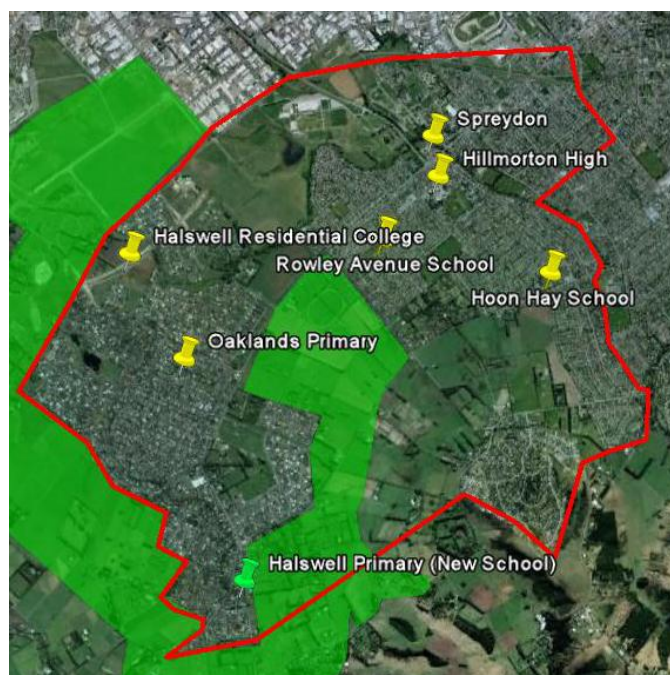 Spreydon
Hillmorton High
Halswell Residential College
Rowley Avenue School
Hoon Hay School
Oaklands Primary
Halswell Primary (New School)